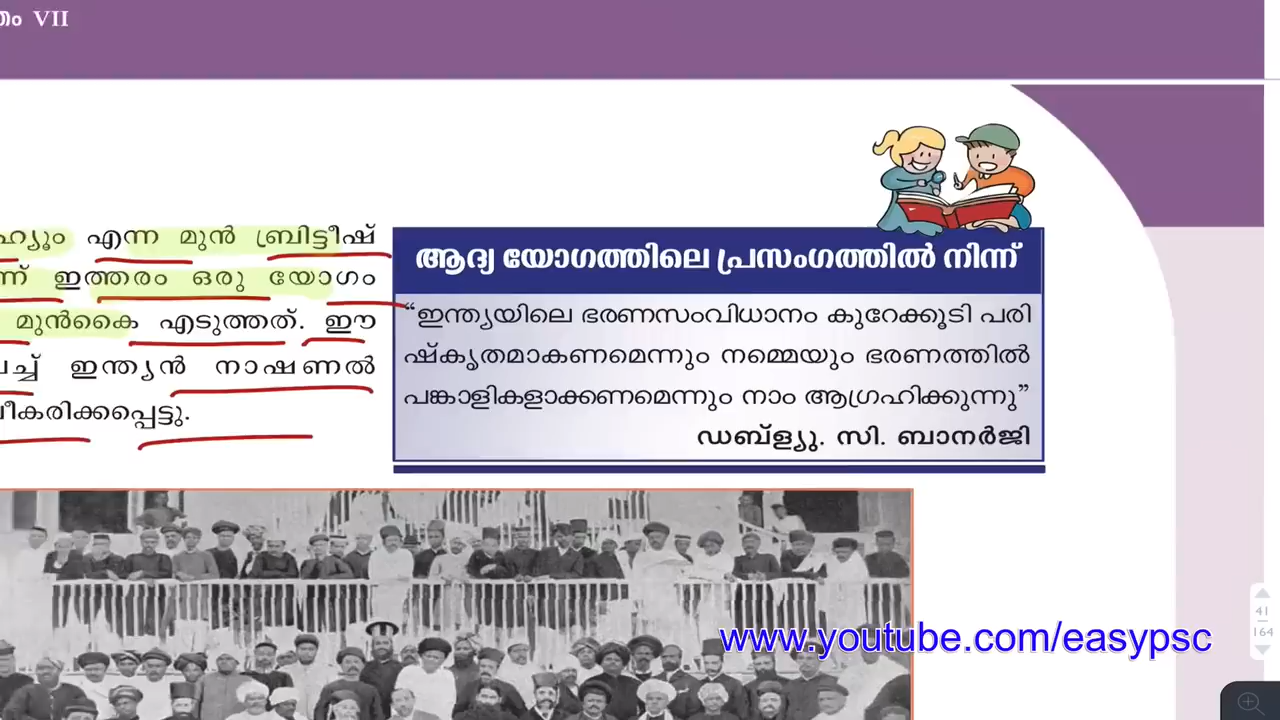 തം VII
ഹ്യൂം എന്ന മുൻ ബ്രിട്ടീഷ്
ന്ന് ഇത്തരം ഒരു യോഗം
മുൻകൈ എടുത്തത്. ഈ
ഇന്ത്യൻ നാഷണൽ
കരിക്കപ്പെട്ടു.
ആദ്യ യോഗത്തിലെ പ്രസംഗത്തിൽ നിന്ന്
“ഇന്ത്യയിലെ ഭരണസംവിധാനം കുറേക്കൂടി പരി
ഷ്കൃതമാകണമെന്നും നമ്മെയും ഭരണത്തിൽ
പങ്കാളികളാക്കണമെന്നും നാം ആഗ്രഹിക്കുന്നു”
ഡബ്ള്യു. സി. ബാനർജി
www.youtube.com/easypsc
41
164